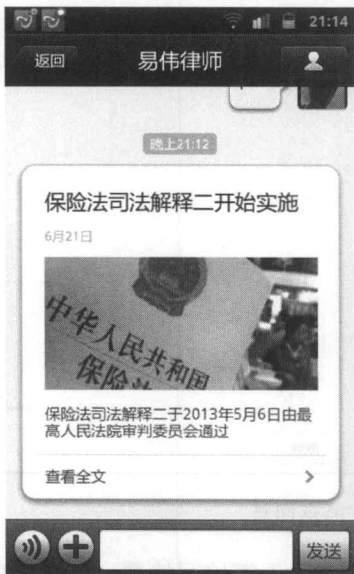 21:14
返回
易伟律师
晚上21:12
保险法司法解释二开始实施
6月21日
中华人民共和国
保险法
保险法司法解释二于2013年5月6日由最
高人民法院审判委员会通过
查看全文
发送